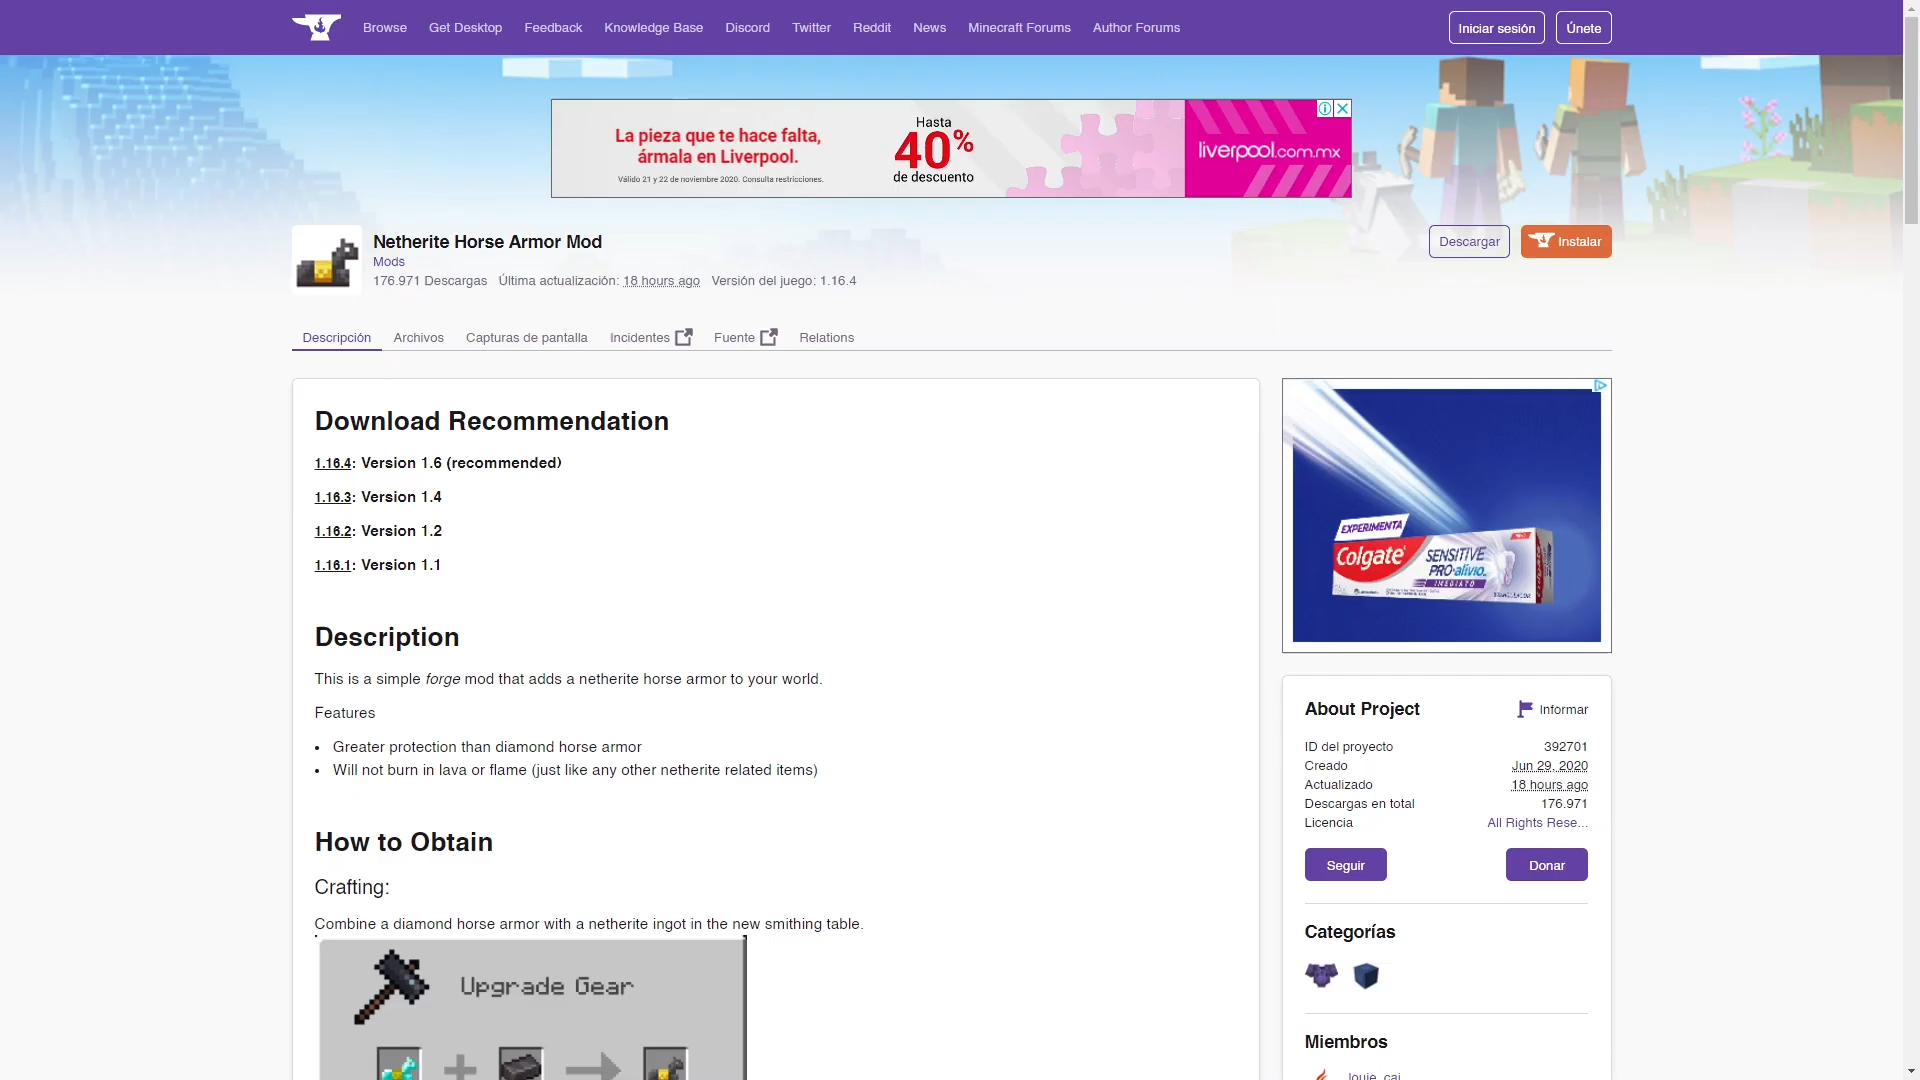 Browse Get Desktop Feedback Knowledge Base Discord Twitter Reddit News Minecraft Forums Author Forums Iniciar sesión Únete
La pieza que te hace falta,
ármala en Liverpool.
Válido 21 y 22 de noviembre 2020. Consulta restricciones.
Hasta
40%
de descuento
liverpool.com.mx
Netherite Horse Armor Mod
Mods
176.971 Descargas Última actualización: 18 hours ago Versión del juego: 1.16.4
Descargar Instalar
Descripción Archivos Capturas de pantalla Incidentes Fuente Relations
Download Recommendation
1.16.4: Version 1.6 (recommended)
1.16.3: Version 1.4
1.16.2: Version 1.2
1.16.1: Version 1.1
Description
This is a simple forge mod that adds a netherite horse armor to your world.
Features
• Greater protection than diamond horse armor
• Will not burn in lava or flame (just like any other netherite related items)
How to Obtain
Crafting:
Combine a diamond horse armor with a netherite ingot in the new smithing table.
Upgrade Gear
EXPERIMENTA
Colgate
SENSITIVE
PRO-alivio
IMEDIATO
About Project Informar
ID del proyecto 392701
Creado Jun 29, 2020
Actualizado 18 hours ago
Descargas en total 176.971
Licencia All Rights Rese...
Seguir Donar
Categorías
Miembros
louie_cai